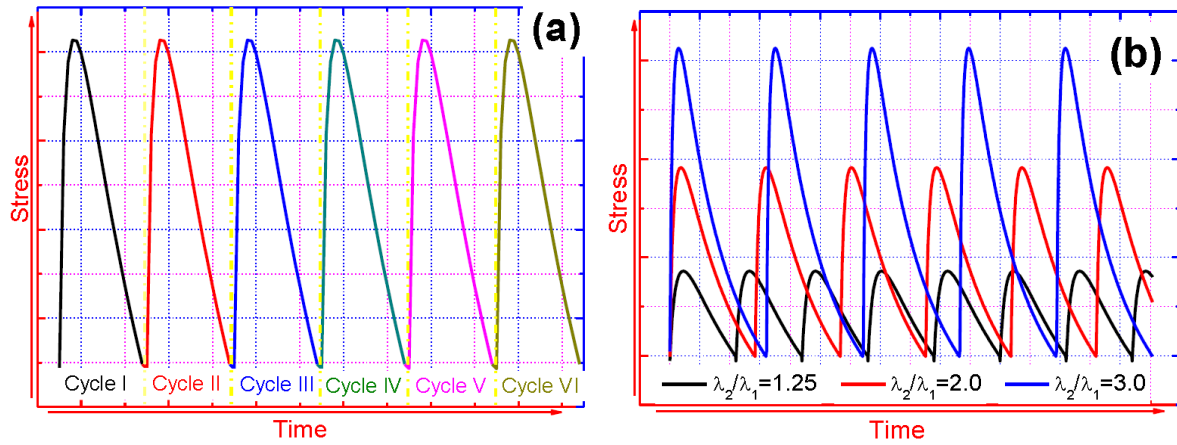 (a)
Stress
Cycle I Cycle II Cycle III Cycle IV Cycle V Cycle VI
Time
(b)
Stress
λ₂/λ₁=1.25 λ₂/λ₁=2.0 λ₂/λ₁=3.0
Time